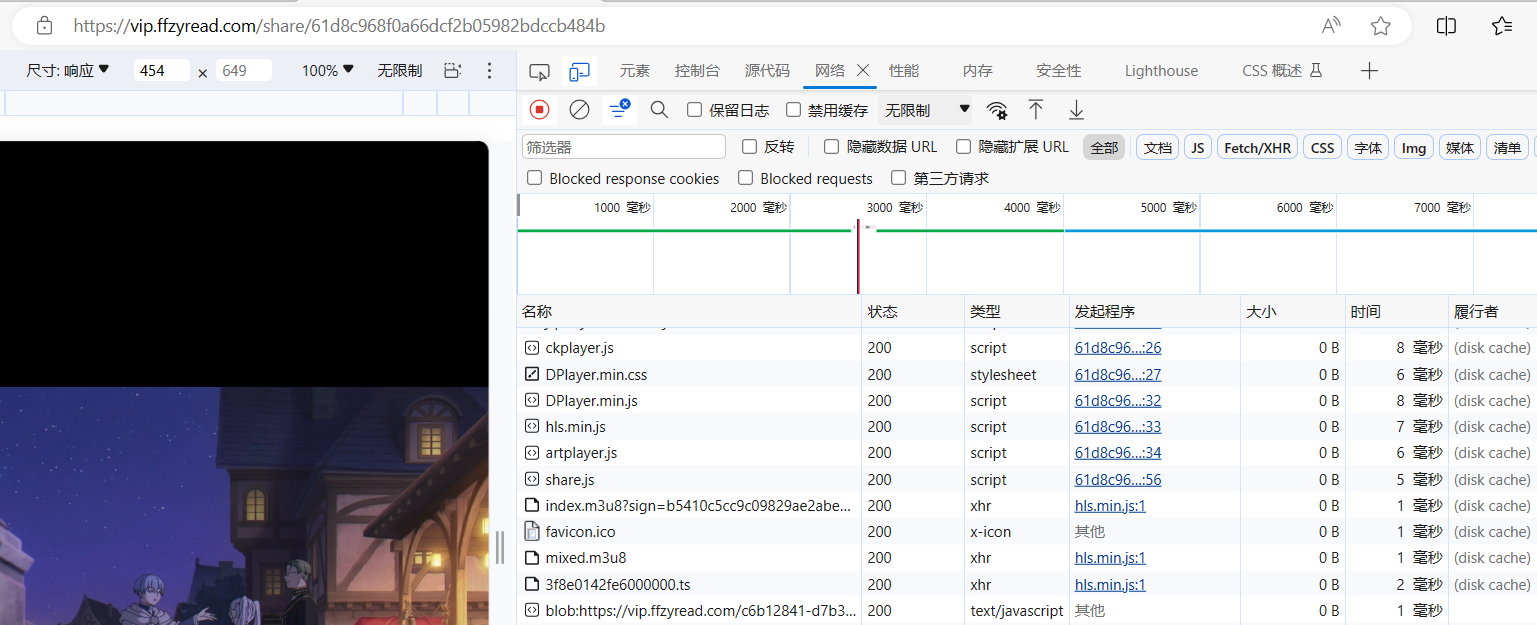 https://vip.ffzyread.com/share/61d8c968f0a66dcf2b05982bdccb484b
尺寸: 响应 454 × 649 100% 无限制
元素 控制台 源代码 网络 性能 内存 安全性 Lighthouse CSS 概述
保留日志 禁用缓存 无限制
筛选器 反转 隐藏数据 URL 隐藏扩展 URL 全部 文档 JS Fetch/XHR CSS 字体 Img 媒体 清单
Blocked response cookies Blocked requests 第三方请求
1000 毫秒 2000 毫秒 3000 毫秒 4000 毫秒 5000 毫秒 6000 毫秒 7000 毫秒
名称 状态 类型 发起程序 大小 时间 履行者
ckplayer.js 200 script 61d8c96…:26 0 B 8 毫秒 (disk cache)
DPlayer.min.css 200 stylesheet 61d8c96…:27 0 B 6 毫秒 (disk cache)
DPlayer.min.js 200 script 61d8c96…:32 0 B 8 毫秒 (disk cache)
hls.min.js 200 script 61d8c96…:33 0 B 7 毫秒 (disk cache)
artplayer.js 200 script 61d8c96…:34 0 B 6 毫秒 (disk cache)
share.js 200 script 61d8c96…:56 0 B 5 毫秒 (disk cache)
index.m3u8?sign=b5410c5cc9c09829ae2abe… 200 xhr hls.min.js:1 0 B 1 毫秒 (disk cache)
favicon.ico 200 x-icon 其他 0 B 1 毫秒 (disk cache)
mixed.m3u8 200 xhr hls.min.js:1 0 B 1 毫秒 (disk cache)
3f8e0142fe6000000.ts 200 xhr hls.min.js:1 0 B 2 毫秒 (disk cache)
blob:https://vip.ffzyread.com/c6b12841-d7b3… 200 text/javascript 其他 0 B 1 毫秒